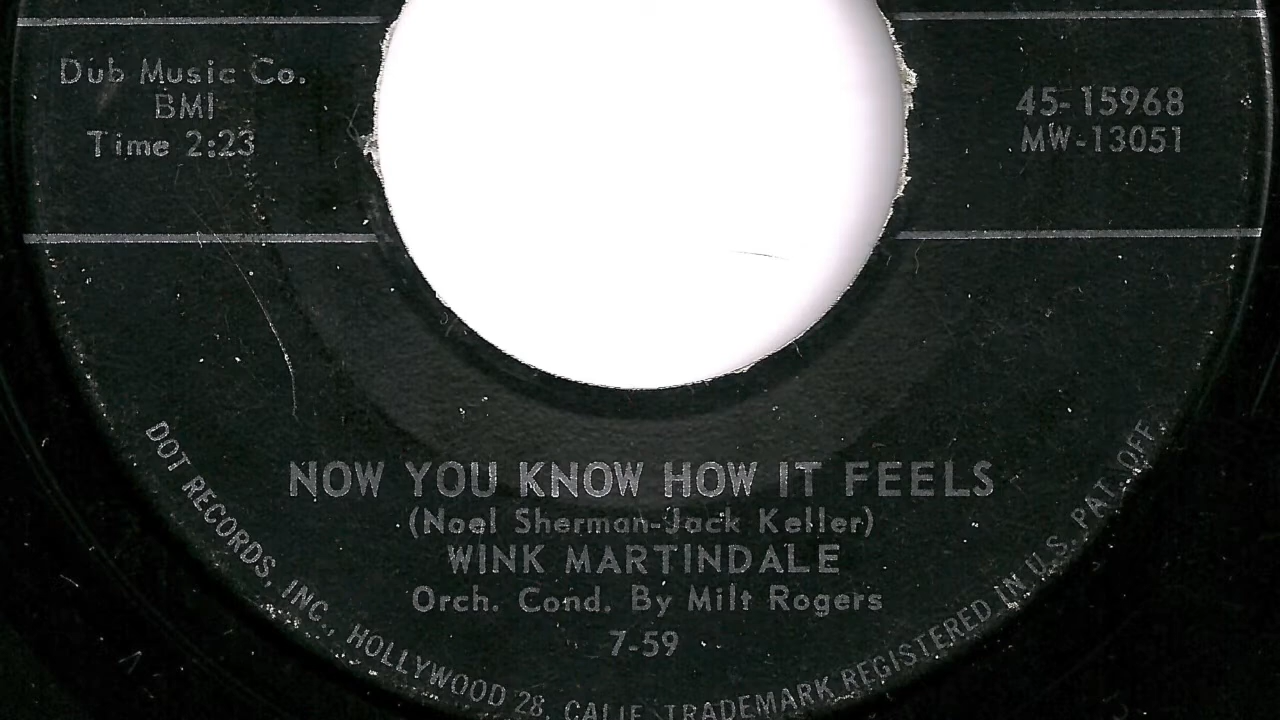 Dub Music Co.
BMI
Time 2:23
45-15968
MW-13051
NOW YOU KNOW HOW IT FEELS
(Noel Sherman-Jack Keller)
WINK MARTINDALE
Orch. Cond. By Milt Rogers
7-59
DOT RECORDS, INC., HOLLYWOOD 28, CALIF. TRADEMARK REGISTERED IN U.S. PAT. OFF.